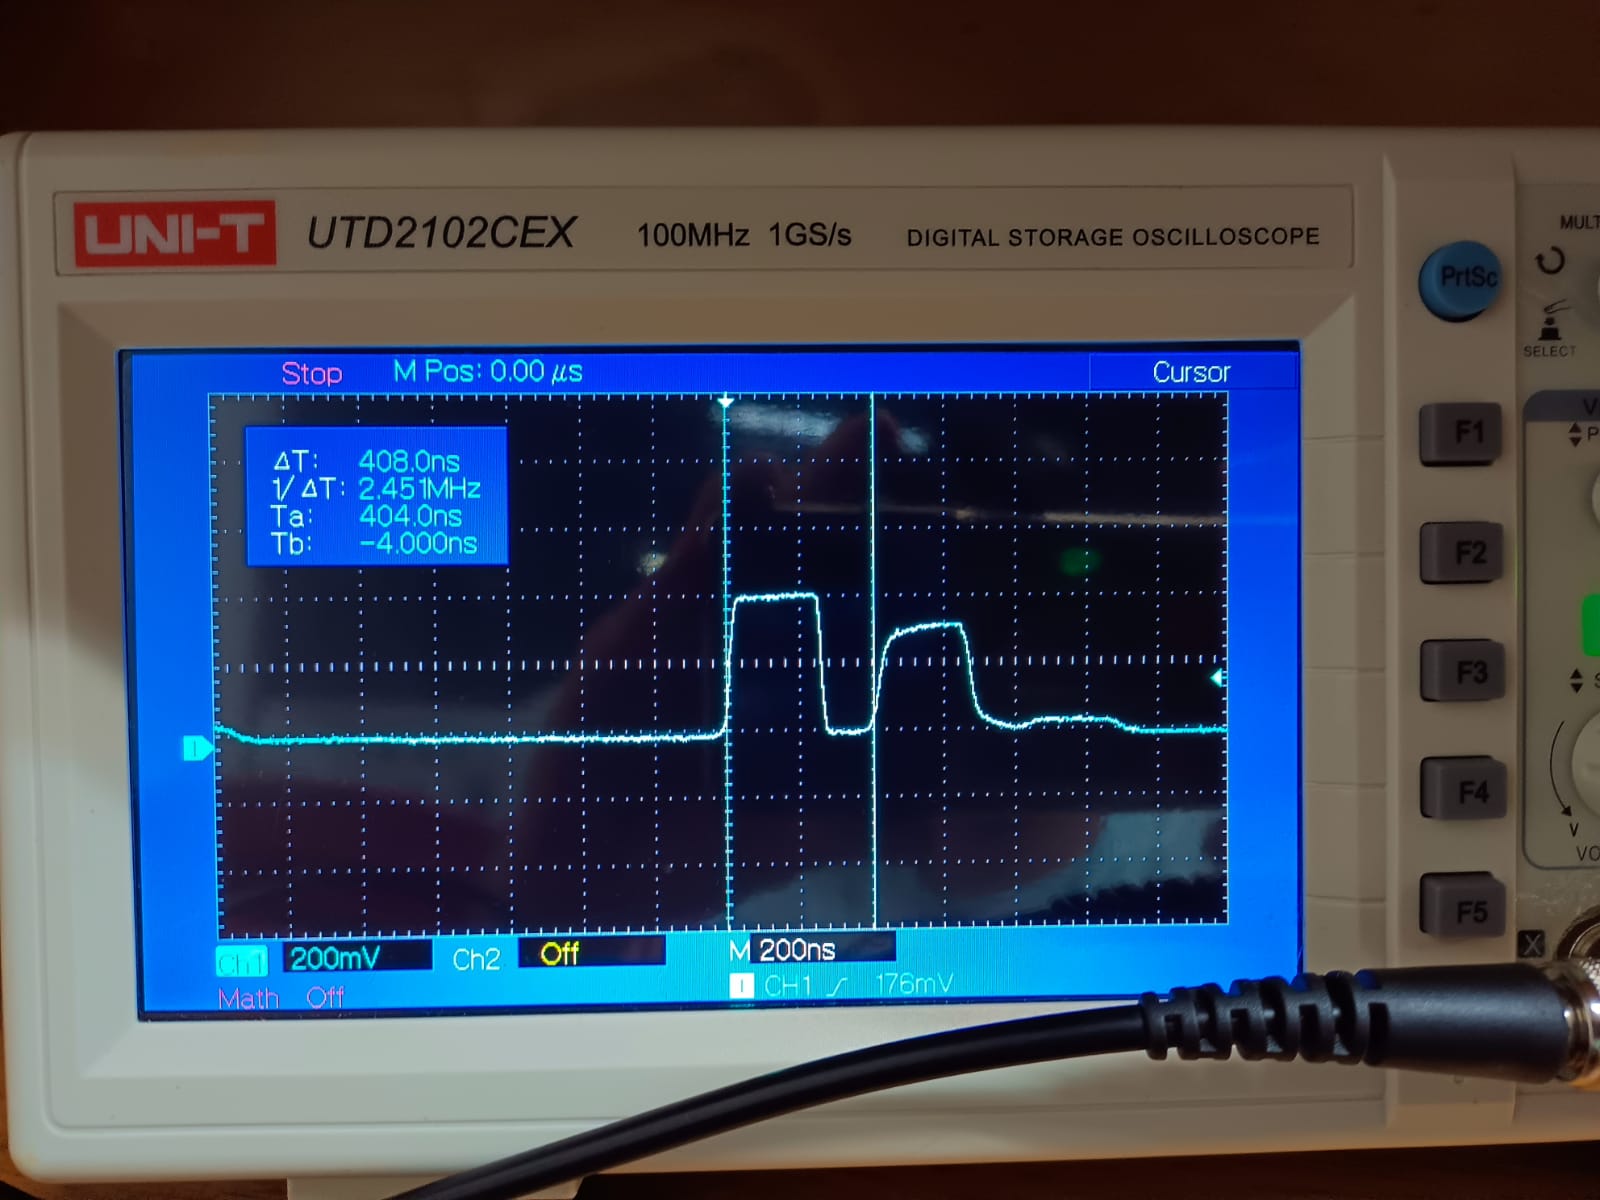 UNI-T UTD2102CEX 100MHz 1GS/s DIGITAL STORAGE OSCILLOSCOPE
PrtSc
SELECT
Stop M Pos: 0.00 μs Cursor
ΔT: 408.0ns
1/ΔT: 2.451MHz
Ta: 404.0ns
Tb: -4.000ns
F1
F2
F3
F4
F5
1
Ch1 200mV Ch2 Off M 200ns
1 CH1 176mV
Math Off
V
X